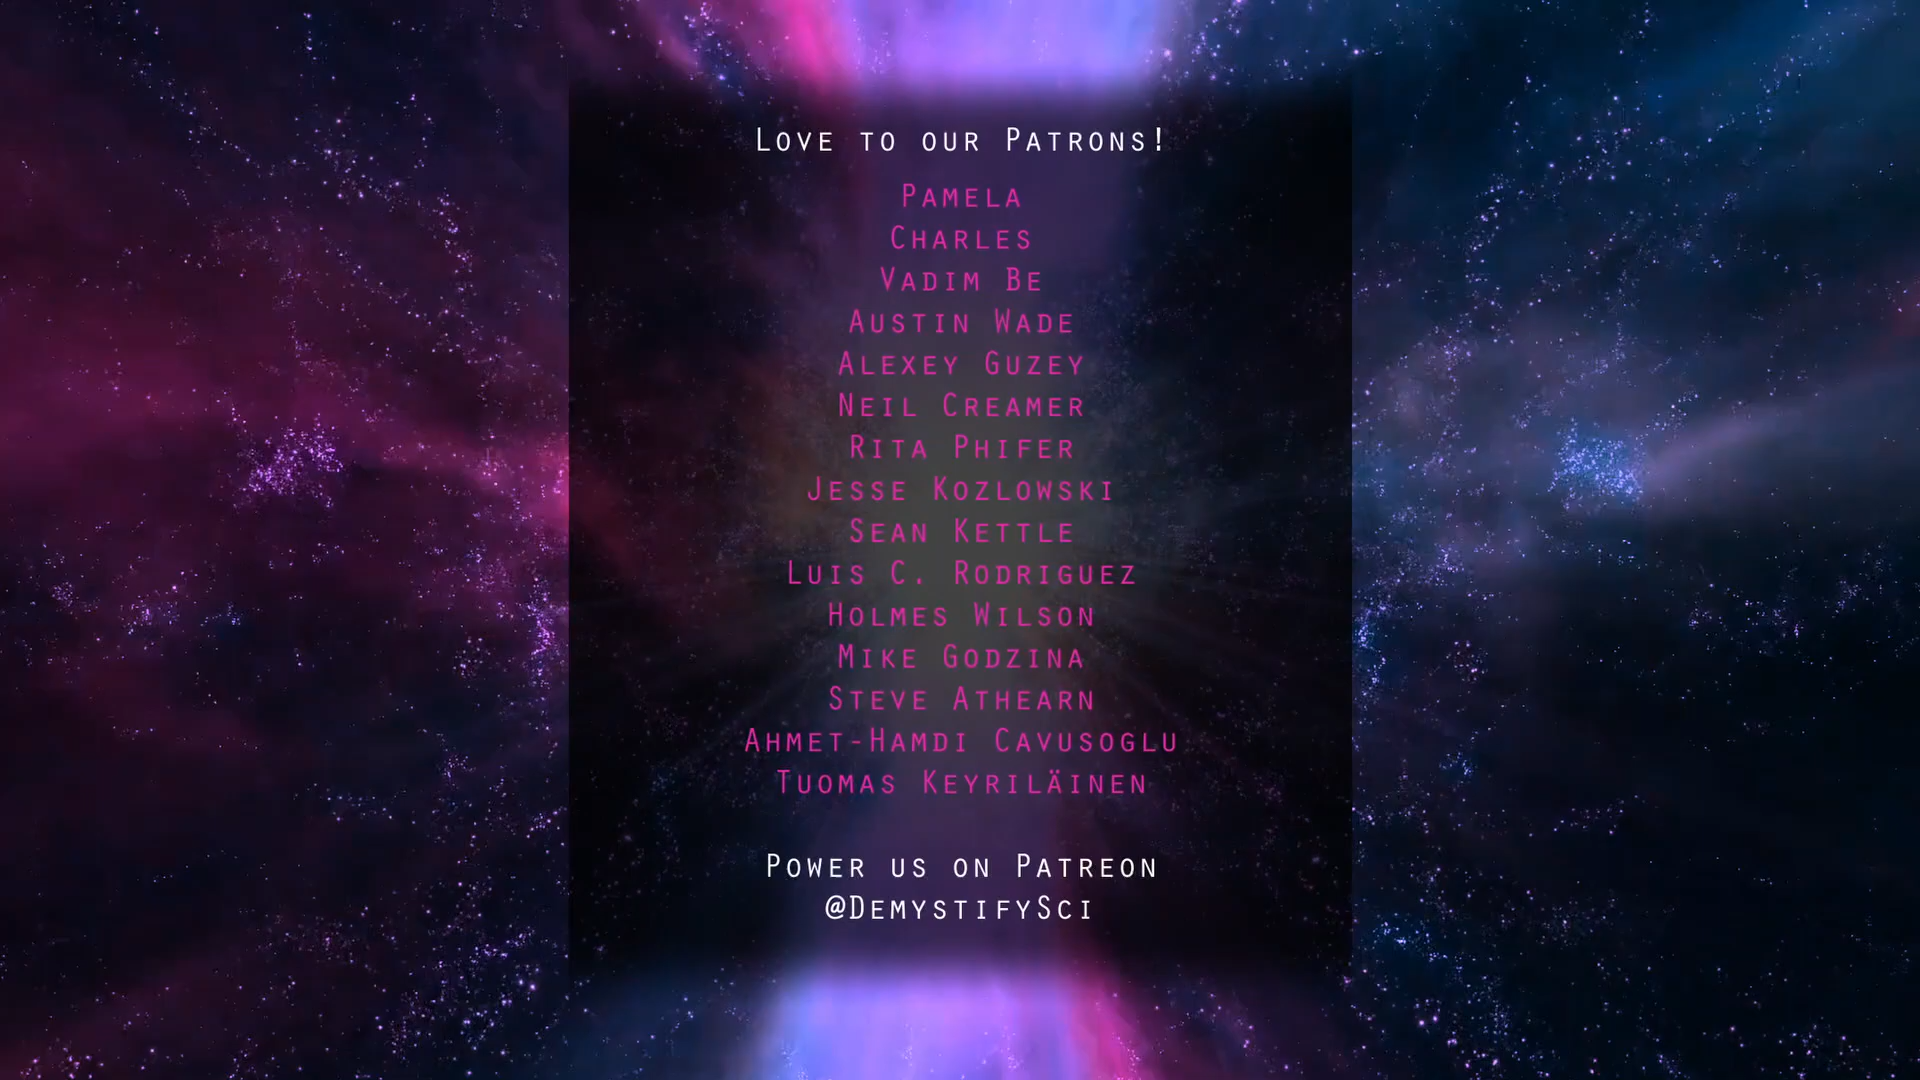 Love to our Patrons!
Pamela
Charles
Vadim Be
Austin Wade
Alexey Guzey
Neil Creamer
Rita Phifer
Jesse Kozlowski
Sean Kettle
Luis C. Rodriguez
Holmes Wilson
Mike Godzina
Steve Athearn
Ahmet-Hamdi Cavusoglu
Tuomas Keyriläinen
Power us on Patreon
@DemystifySci